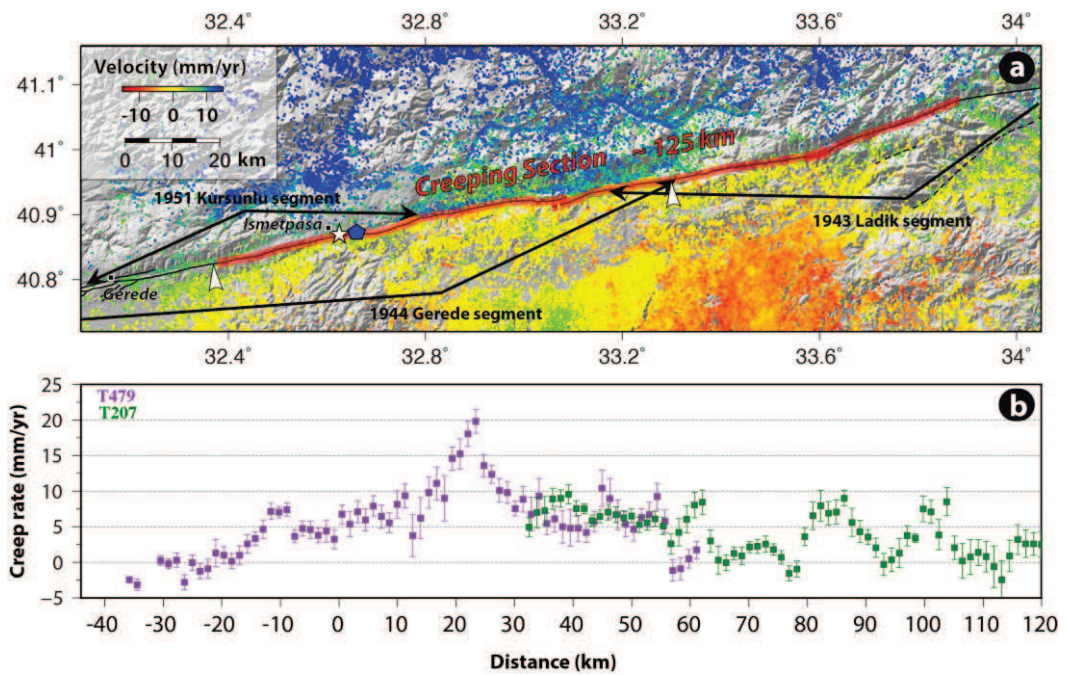 32.4° 32.8° 33.2° 33.6° 34°
41.1°
41°
40.9°
40.8°
Velocity (mm/yr)
-10 0 10
0 10 20 km
a
Creeping Section ~ 125 km
1951 Kursunlu segment
Ismetpasa
1943 Ladik segment
Gerede
1944 Gerede segment
32.4° 32.8° 33.2° 33.6° 34°
T479
T207
b
Creep rate (mm/yr)
25
20
15
10
5
0
−5
-40 -30 -20 -10 0 10 20 30 40 50 60 70 80 90 100 110 120
Distance (km)